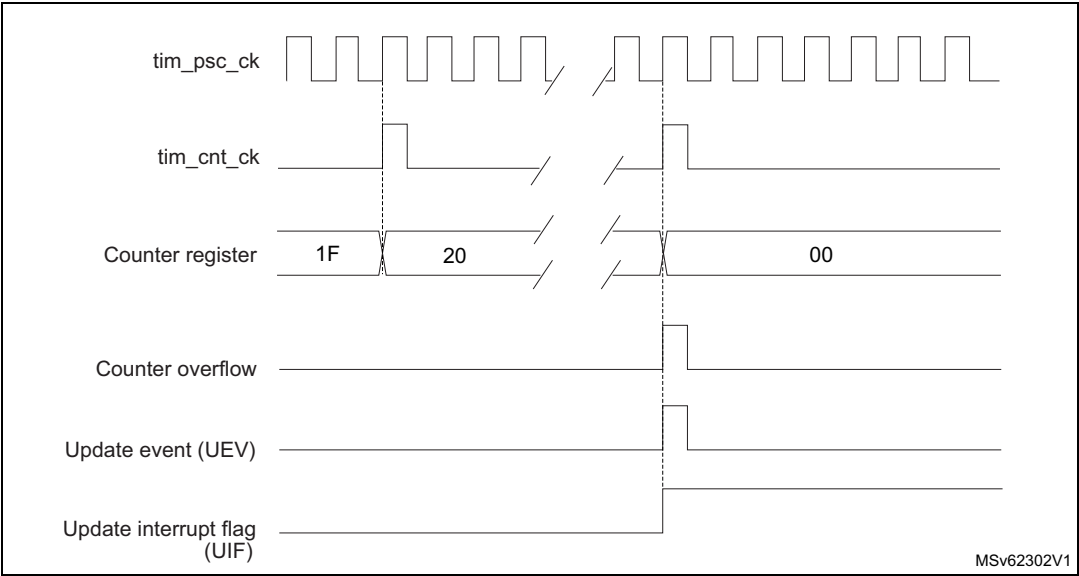 tim_psc_ck
tim_cnt_ck
Counter register
1F
20
00
Counter overflow
Update event (UEV)
Update interrupt flag
(UIF)
MSv62302V1